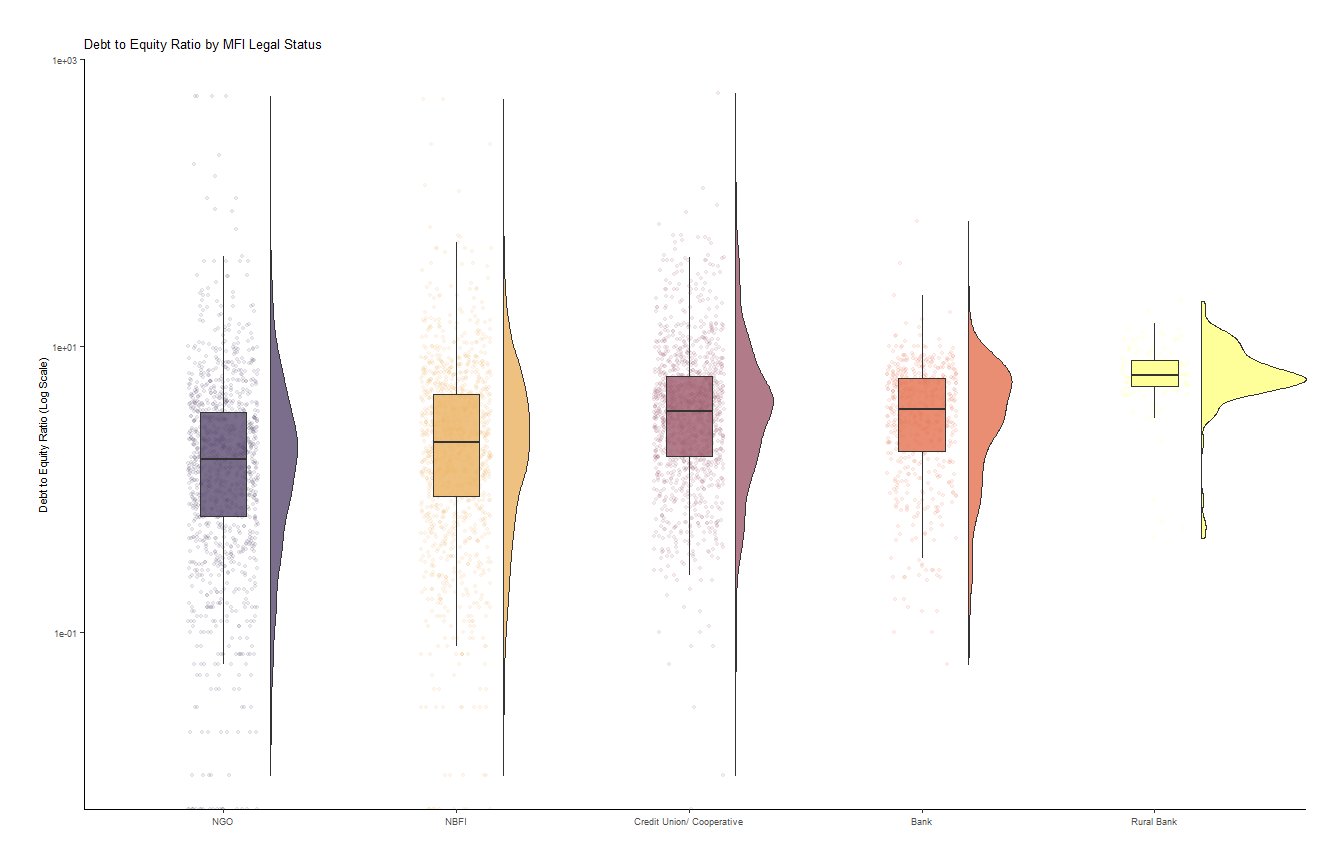 Debt to Equity Ratio by MFI Legal Status
1e+03
1e+01
1e-01
Debt to Equity Ratio (Log Scale)
NGO
NBFI
Credit Union/ Cooperative
Bank
Rural Bank